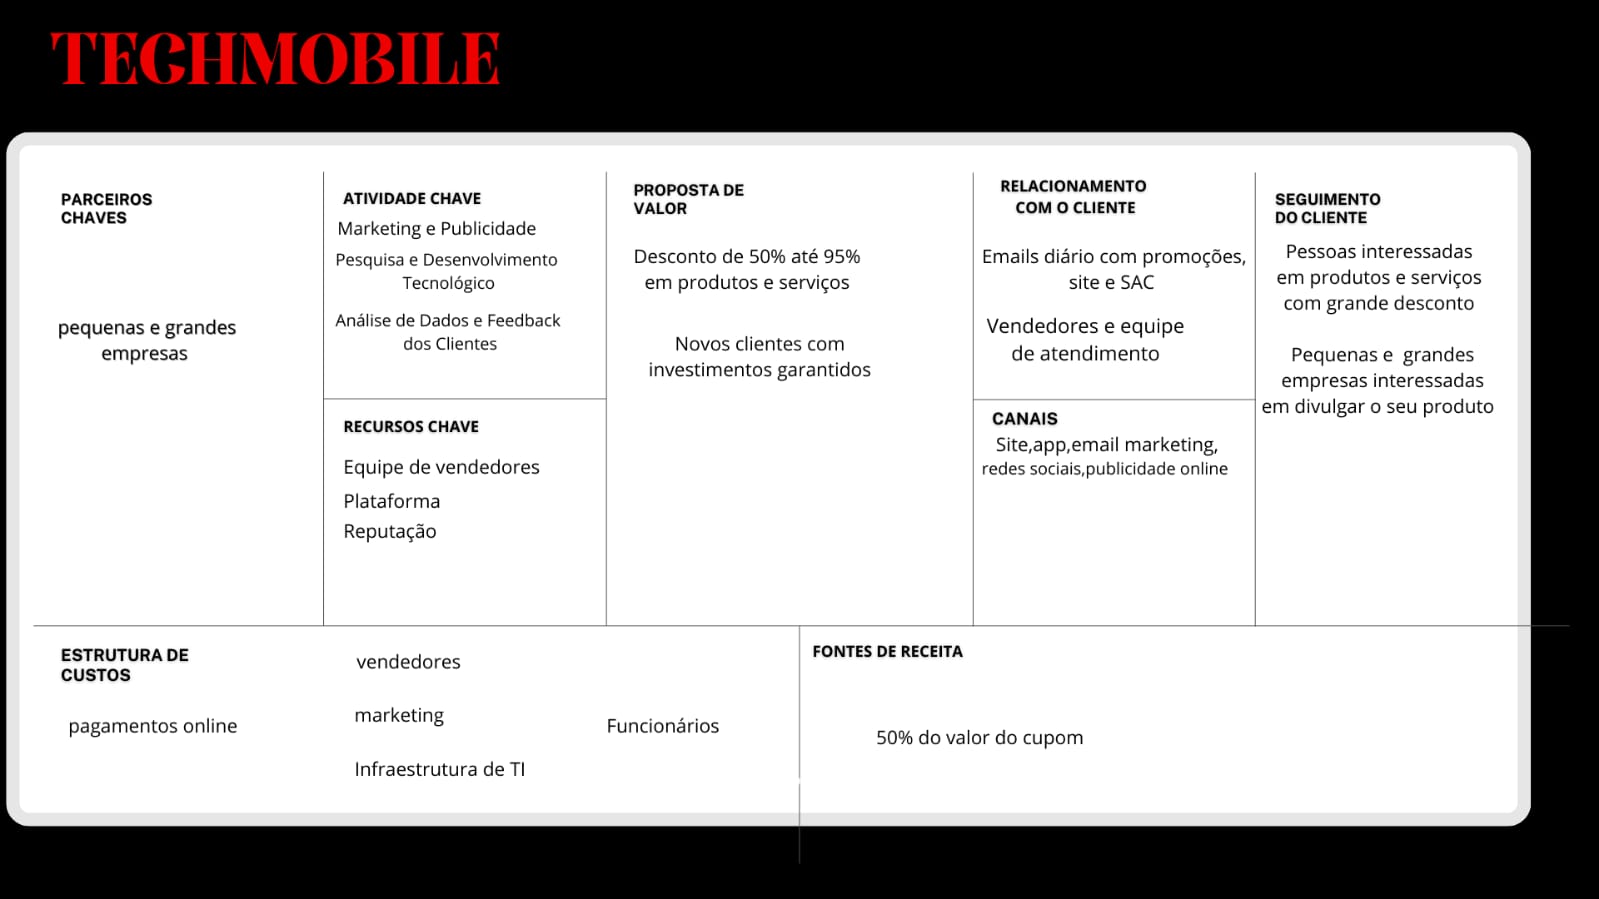 TECHMOBILE
PARCEIROS
CHAVES
pequenas e grandes
empresas
ATIVIDADE CHAVE
Marketing e Publicidade
Pesquisa e Desenvolvimento
Tecnológico
Análise de Dados e Feedback
dos Clientes
RECURSOS CHAVE
Equipe de vendedores
Plataforma
Reputação
PROPOSTA DE
VALOR
Desconto de 50% até 95%
em produtos e serviços
Novos clientes com
investimentos garantidos
RELACIONAMENTO
COM O CLIENTE
Emails diário com promoções,
site e SAC
Vendedores e equipe
de atendimento
CANAIS
Site,app,email marketing,
redes sociais,publicidade online
SEGUIMENTO
DO CLIENTE
Pessoas interessadas
em produtos e serviços
com grande desconto
Pequenas e grandes
empresas interessadas
em divulgar o seu produto
ESTRUTURA DE
CUSTOS
pagamentos online
vendedores
marketing
Infraestrutura de TI
Funcionários
FONTES DE RECEITA
50% do valor do cupom